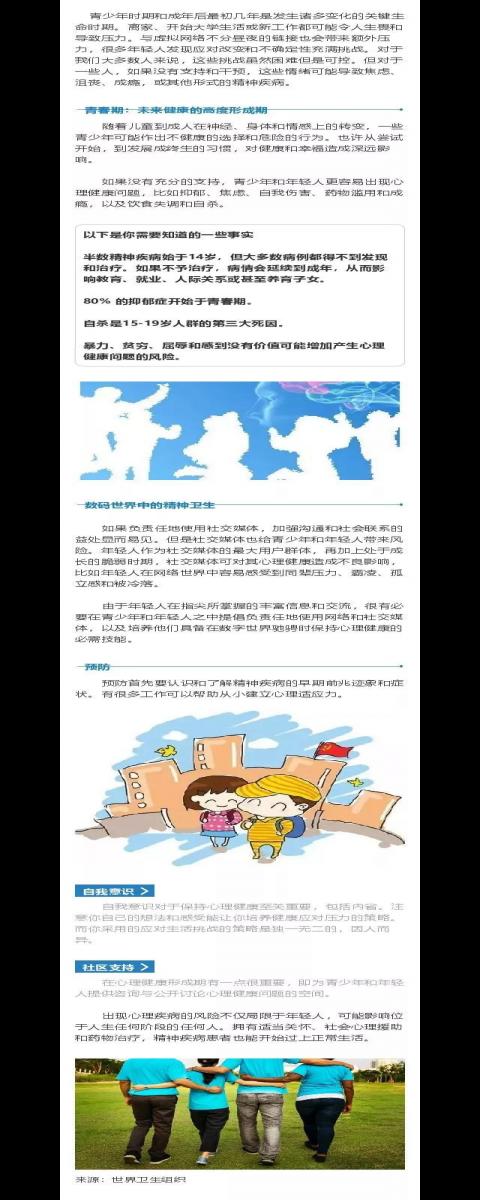 青少年时期和成年后最初几年是发生诸多变化的关键生
命时期。离家、开始大学生活或新工作都可能令人生畏和
导致压力。与虚拟网络不分昼夜的链接也会带来额外压
力，很多年轻人发现应对改变和不确定性充满挑战。对于
我们大多数人来说，这些挑战虽然困难但是可控。但对于
一些人，如果没有支持和干预，这些情绪可能导致焦虑、
沮丧、成瘾，或其他形式的精神疾病。
青春期：未来健康的高度形成期
随着儿童到成人在神经、身体和情感上的转变，一些
青少年可能作出不健康的选择和危险的行为。也许从尝试
开始，到发展成终生的习惯，对健康和幸福造成深远影
响。
如果没有充分的支持，青少年和年轻人更容易出现心
理健康问题，比如抑郁、焦虑、自我伤害、药物滥用和成
瘾，以及饮食失调和自杀。
以下是你需要知道的一些事实
半数精神疾病始于14岁，但大多数病例都得不到发现
和治疗。如果不予治疗，病情会延续到成年，从而影
响教育、就业、人际关系或甚至养育子女。
80% 的抑郁症开始于青春期。
自杀是15-19岁人群的第三大死因。
暴力、贫穷、屈辱和感到没有价值可能增加产生心理
健康问题的风险。
数码世界中的精神卫生
如果负责任地使用社交媒体，加强沟通和社会联系的
益处显而易见。但是社交媒体也给青少年和年轻人带来风
险。年轻人作为社交媒体的最大用户群体，再加上处于成
长的脆弱时期，社交媒体可对其心理健康造成不良影响，
比如年轻人在网络世界中容易感受到同辈压力、霸凌、孤
立感和被冷落。
由于年轻人在指尖所掌握的丰富信息和交流，很有必
要在青少年和年轻人之中提倡负责任地使用网络和社交媒
体，以及培养他们具备在数字世界驰骋时保持心理健康的
必需技能。
预防
预防首先要认识和了解精神疾病的早期前兆迹象和症
状。有很多工作可以帮助从小建立心理适应力。
自我意识 >
自我意识对于保持心理健康至关重要，包括内省。注
意你自己的想法和感受能让你培养健康应对压力的策略。
而你采用的应对生活挑战的策略是独一无二的，因人而
异。
社区支持 >
在心理健康形成期有一点很重要，即为青少年和年轻
人提供咨询与公开讨论心理健康问题的空间。
出现心理疾病的风险不仅局限于年轻人，可能影响位
于人生任何阶段的任何人。拥有适当关怀、社会心理援助
和药物治疗，精神疾病患者也能开始过上正常生活。
来源：世界卫生组织